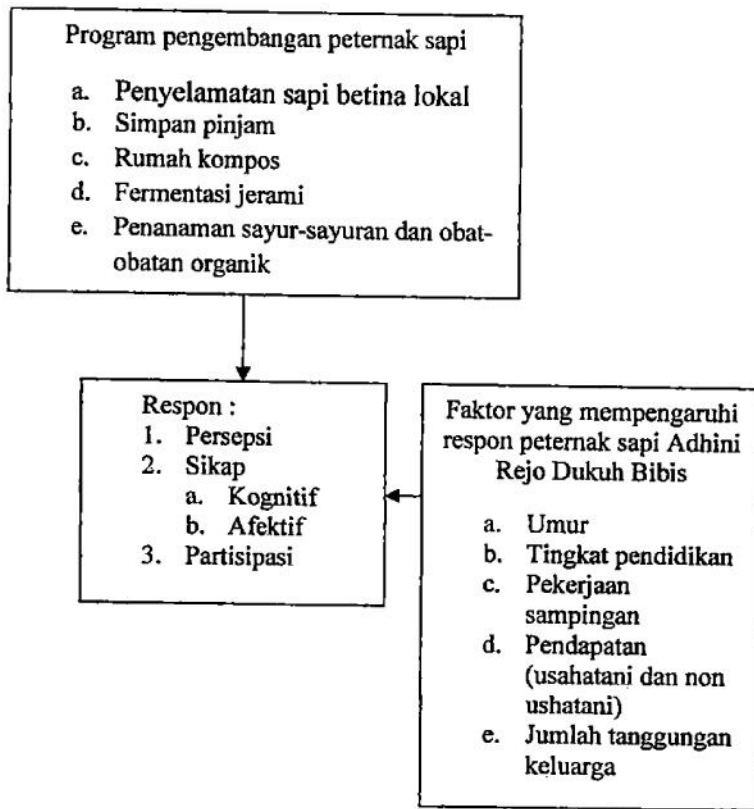 Program pengembangan peternak sapi
a. Penyelamatan sapi betina lokal
b. Simpan pinjam
c. Rumah kompos
d. Fermentasi jerami
e. Penanaman sayur-sayuran dan obat-
obatan organik
Respon :
1. Persepsi
2. Sikap
a. Kognitif
b. Afektif
3. Partisipasi
Faktor yang mempengaruhi
respon peternak sapi Adhini
Rejo Dukuh Bibis
a. Umur
b. Tingkat pendidikan
c. Pekerjaan
sampingan
d. Pendapatan
(usahatani dan non
ushatani)
e. Jumlah tanggungan
keluarga